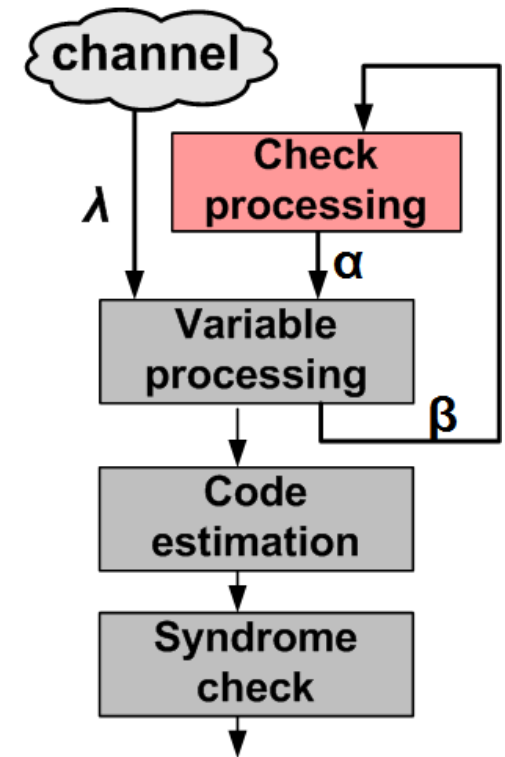 channel
Check
processing
λ
α
Variable
processing
β
Code
estimation
Syndrome
check